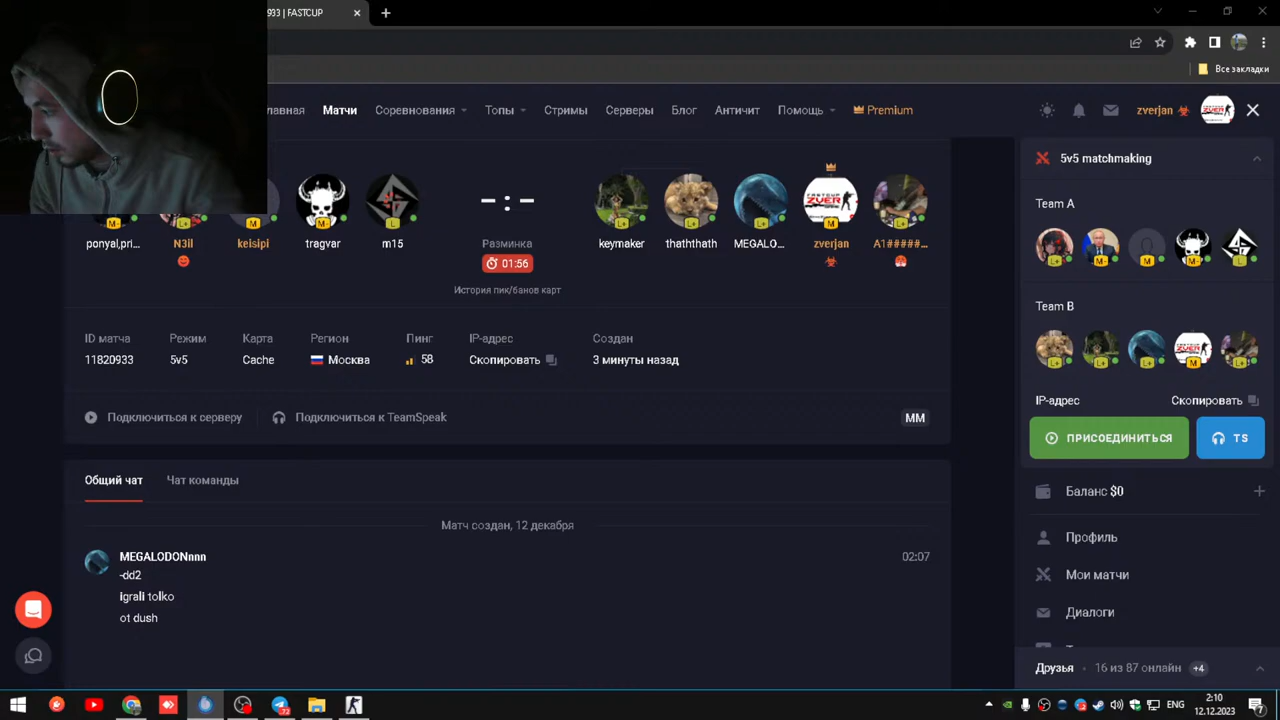 933 | FASTCUP
Все закладки
лавная Матчи Соревнования Топы Стримы Серверы Блог Античит Помощь Premium
zverjan
5v5 matchmaking
Team A
ponyal,pri... N3il keisipi tragvar m15
- : -
Разминка
01:56
История пик/банов карт
keymaker thaththath MEGALO... zverjan A1#####...
Team B
ID матча Режим Карта Регион Пинг IP-адрес Создан
11820933 5v5 Cache Москва 58 Скопировать 3 минуты назад
IP-адрес Скопировать
Подключиться к серверу Подключиться к TeamSpeak MM
ПРИСОЕДИНИТЬСЯ TS
Общий чат Чат команды
Баланс $0
Матч создан, 12 декабря
Профиль
MEGALODONnnn 02:07
-dd2
igrali tolko
ot dush
Мои матчи
Диалоги
Друзья 16 из 87 онлайн +4
2:10
12.12.2023